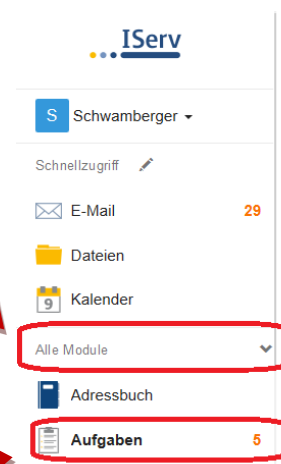 IServ
S Schwamberger
Schnellzugriff
E-Mail 29
Dateien
9 Kalender
Alle Module
Adressbuch
Aufgaben 5